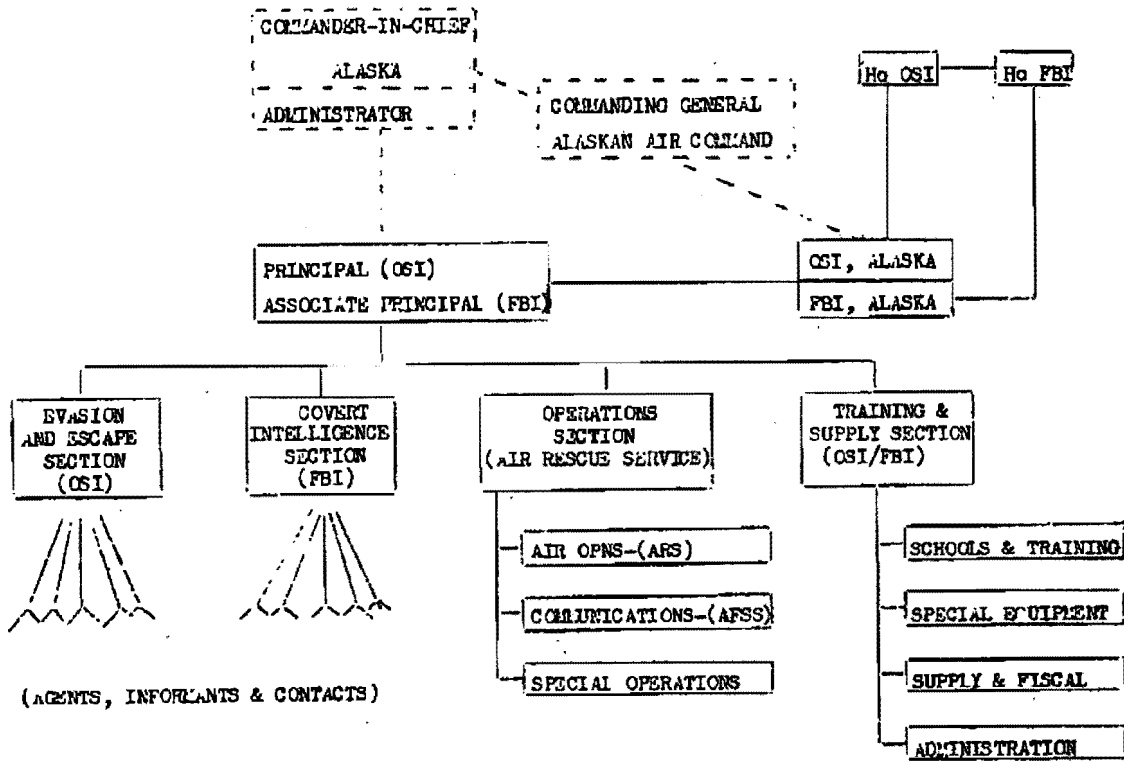 COMMANDER-IN-CHIEF
ALASKA
ADMINISTRATOR
COMMANDING GENERAL
ALASKAN AIR COMMAND
Hq OSI
Hq FBI
PRINCIPAL (OSI)
ASSOCIATE PRINCIPAL (FBI)
OSI, ALASKA
FBI, ALASKA
EVASION
AND ESCAPE
SECTION
(OSI)
COVERT
INTELLIGENCE
SECTION
(FBI)
OPERATIONS
SECTION
(AIR RESCUE SERVICE)
TRAINING &
SUPPLY SECTION
(OSI/FBI)
AIR OPNS-(ARS)
COMMUNICATIONS-(AFSS)
SPECIAL OPERATIONS
SCHOOLS & TRAINING
SPECIAL EQUIPMENT
SUPPLY & FISCAL
ADMINISTRATION
(AGENTS, INFORMANTS & CONTACTS)